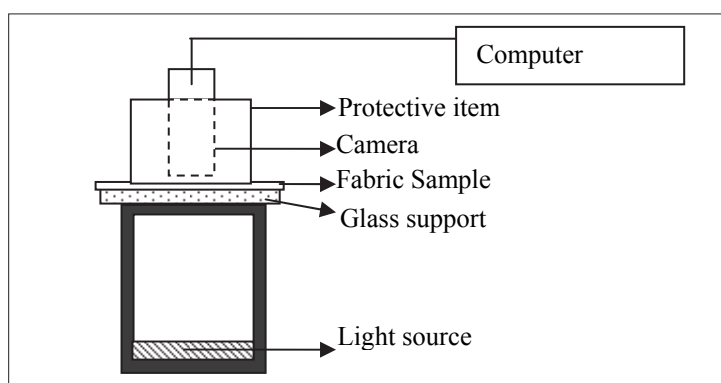 Computer
Protective item
Camera
Fabric Sample
Glass support
Light source